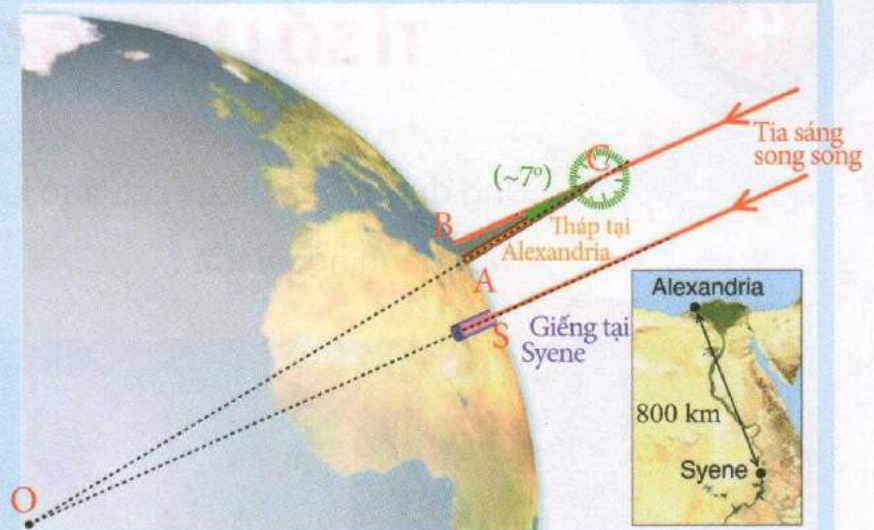 Tia sáng
song song
C
(~7°)
B
Tháp tại
Alexandria
A
S
Giếng tại
Syene
O
Alexandria
800 km
Syene